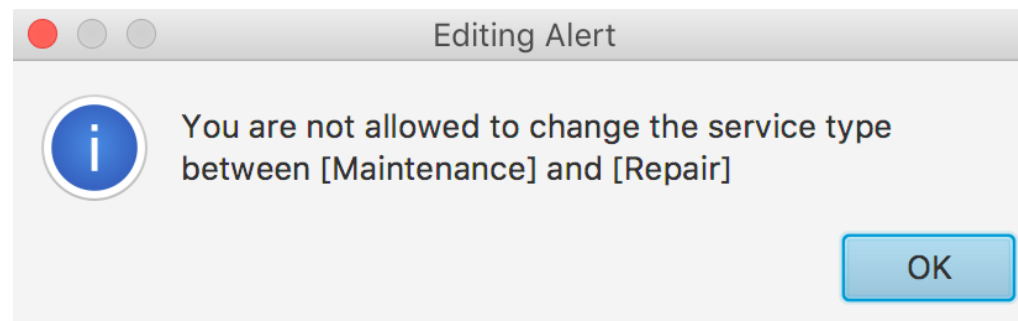 Editing Alert
i
You are not allowed to change the service type
between [Maintenance] and [Repair]
OK